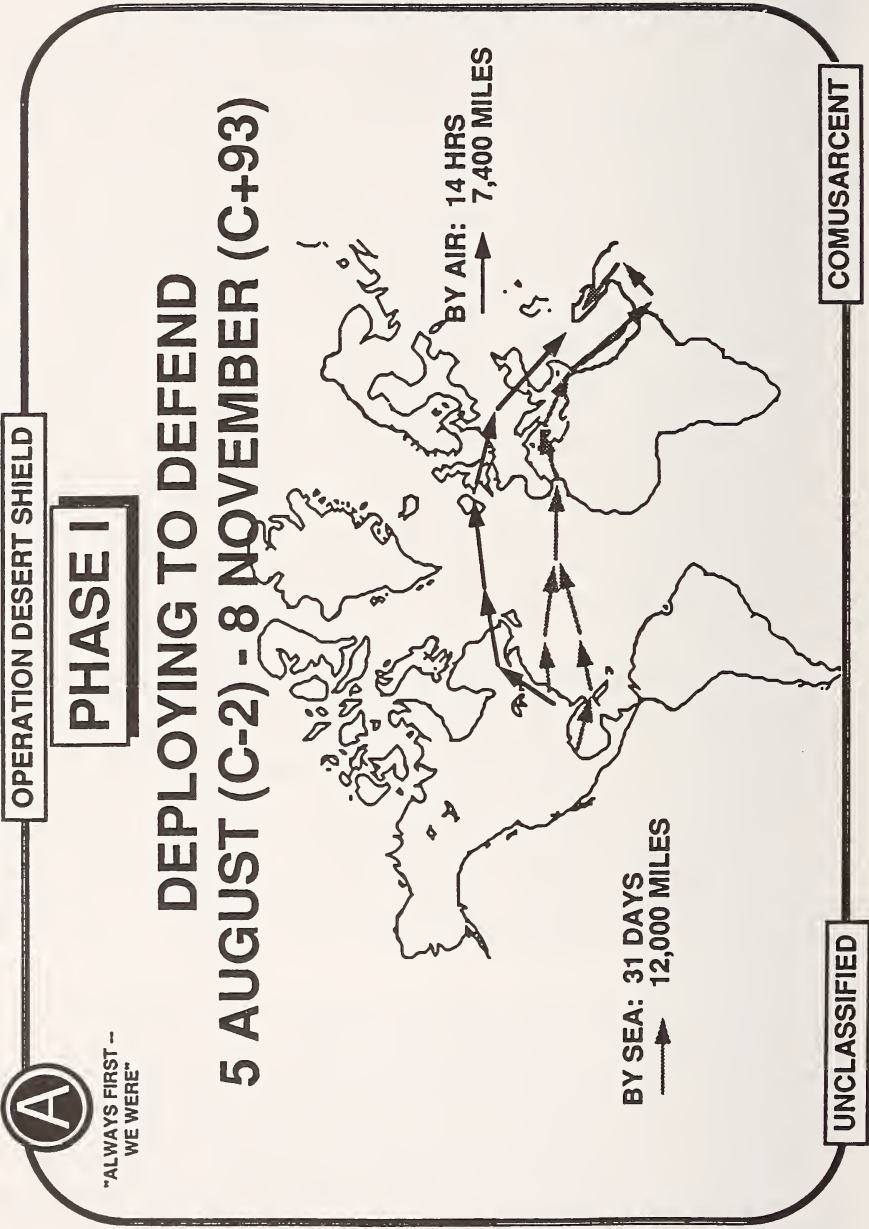 OPERATION DESERT SHIELD
A
"ALWAYS FIRST --
WE WERE"
PHASE I
DEPLOYING TO DEFEND
5 AUGUST (C-2) - 8 NOVEMBER (C+93)
BY AIR: 14 HRS
7,400 MILES
BY SEA: 31 DAYS
12,000 MILES
UNCLASSIFIED
COMUSARCENT